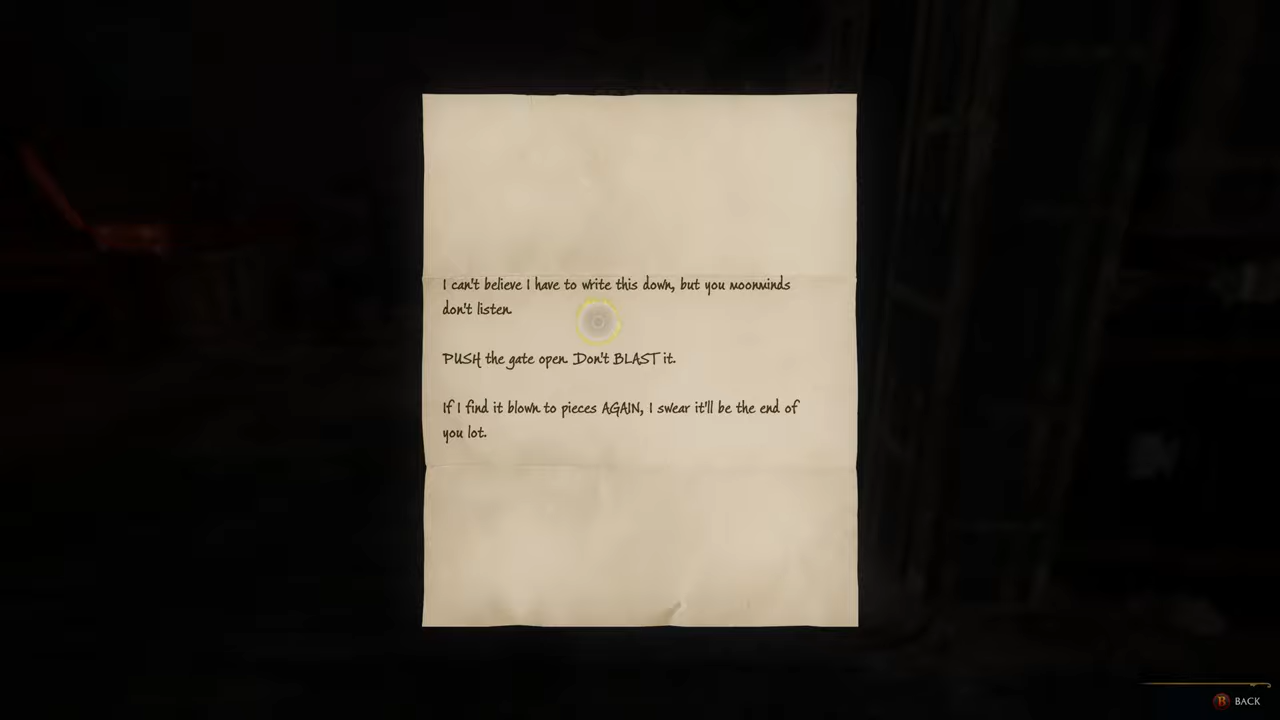 I can't believe I have to write this down, but you moonminds
don't listen.
PUSH the gate open. Don't BLAST it.
If I find it blown to pieces AGAIN, I swear it'll be the end of
you lot.
B BACK